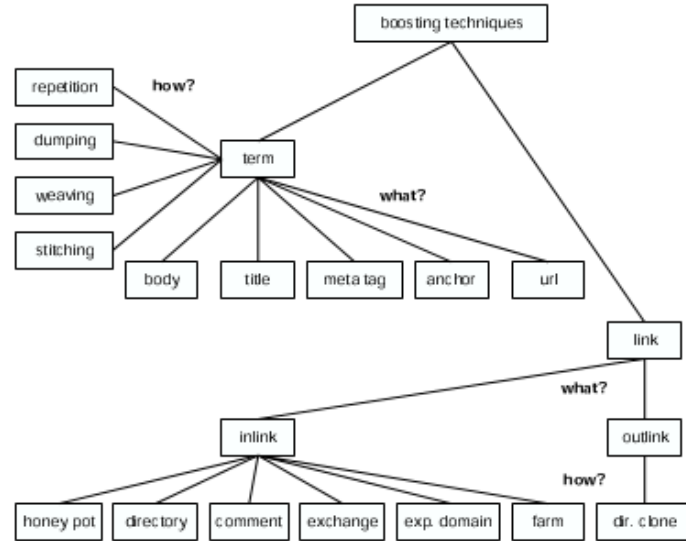 boosting techniques
repetition
how?
dumping
term
weaving
what?
stitching
body
title
meta tag
anchor
url
link
what?
inlink
outlink
how?
honey pot
directory
comment
exchange
exp. domain
farm
dir. clone